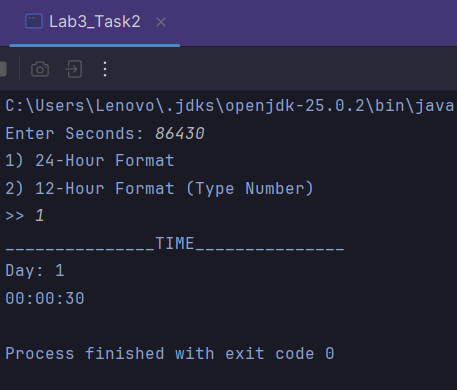 Lab3_Task2
C:\Users\Lenovo\.jdks\openjdk-25.0.2\bin\java
Enter Seconds: 86430
1) 24-Hour Format
2) 12-Hour Format (Type Number)
>> 1
_______________TIME_______________
Day: 1
00:00:30
Process finished with exit code 0